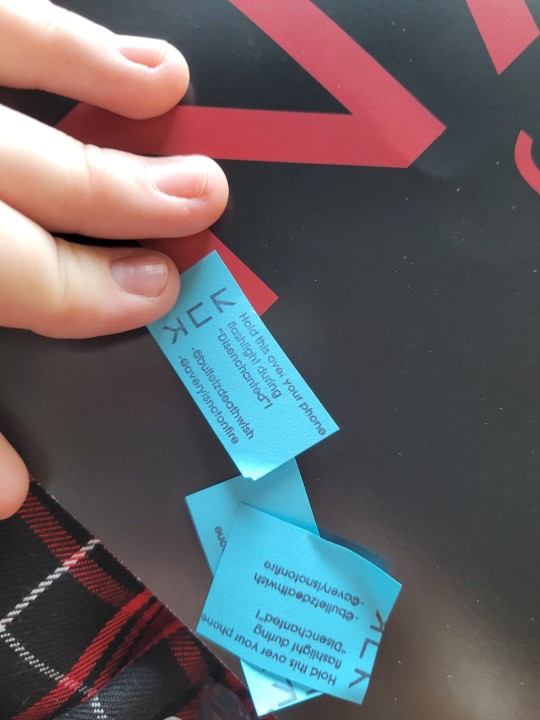 Hold this over your phone
flashlight during
"Disenchanted"!
-@bulletzdeathwish
-@averyisnotonfire
one
Hold this over your phone
flashlight during
"Disenchanted"!
-@bulletzdeathwish
-@averyisnotonfire